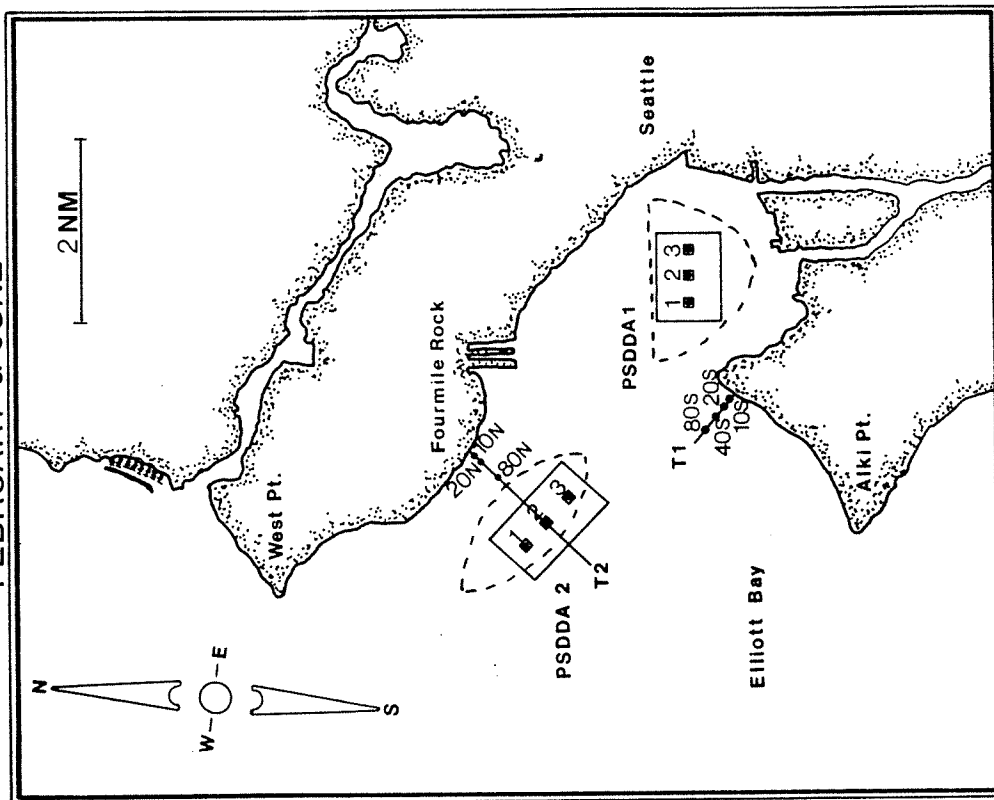 2NM
N
W
E
S
West Pt.
Fourmile Rock
Seattle
20N
10N
80N
1
2
3
T2
PSDDA 2
PSDDA1
1 2 3
T1
80S
20S
40S
10S
Elliott Bay
Alki Pt.